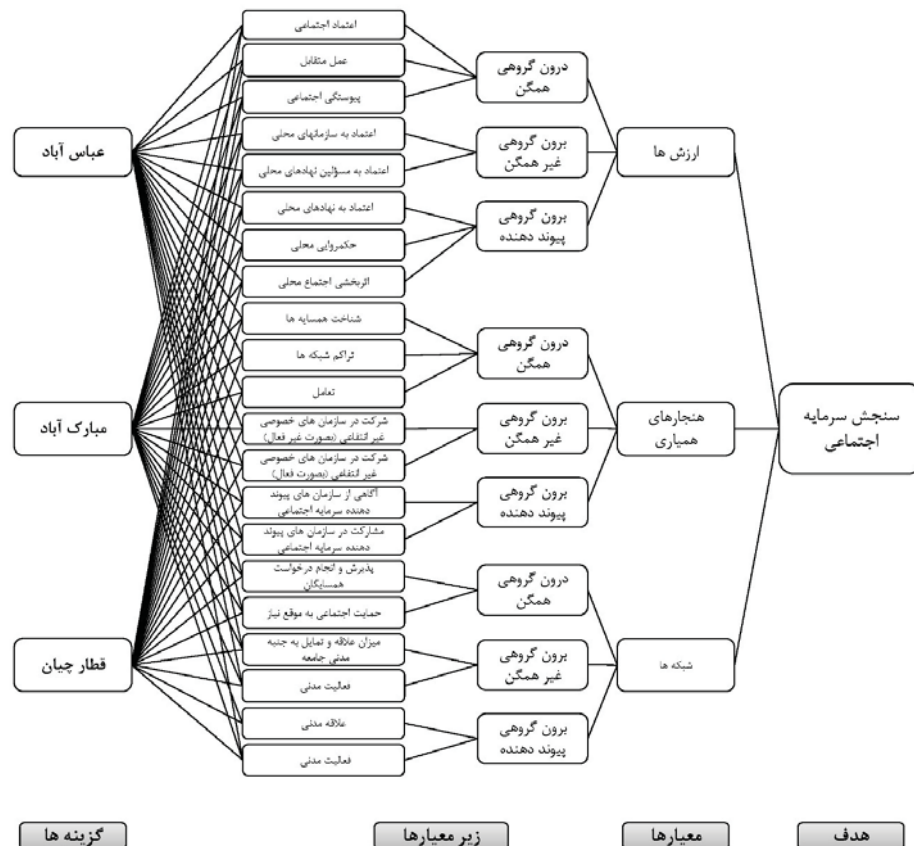 سنجش سرمایه
اجتماعی
ارزش ها
هنجارهای
همیاری
شبکه ها
درون گروهی
همگن
برون گروهی
غیر همگن
برون گروهی
پیوند دهنده
درون گروهی
همگن
برون گروهی
غیر همگن
برون گروهی
پیوند دهنده
درون گروهی
همگن
برون گروهی
غیر همگن
برون گروهی
پیوند دهنده
اعتماد اجتماعی
عمل متقابل
پیوستگی اجتماعی
اعتماد به سازمانهای محلی
اعتماد به مسؤلین نهادهای محلی
اعتماد به نهادهای محلی
حکمروایی محلی
اثربخشی اجتماع محلی
شناخت همسایه ها
تراکم شبکه ها
تعامل
شرکت در سازمان های خصوصی
غیر انتفاعی (بصورت غیر فعال)
شرکت در سازمان های خصوصی
غیر انتفاعی (بصورت فعال)
آگاهی از سازمان های پیوند
دهنده سرمایه اجتماعی
مشارکت در سازمان های پیوند
دهنده سرمایه اجتماعی
پذیرش و انجام درخواست
همسایگان
حمایت اجتماعی به موقع نیاز
میزان علاقه و تمایل به جنبه
مدنی جامعه
فعالیت مدنی
علاقه مدنی
فعالیت مدنی
عباس آباد
مبارک آباد
قطار چیان
هدف
معیارها
زیر معیارها
گزینه ها